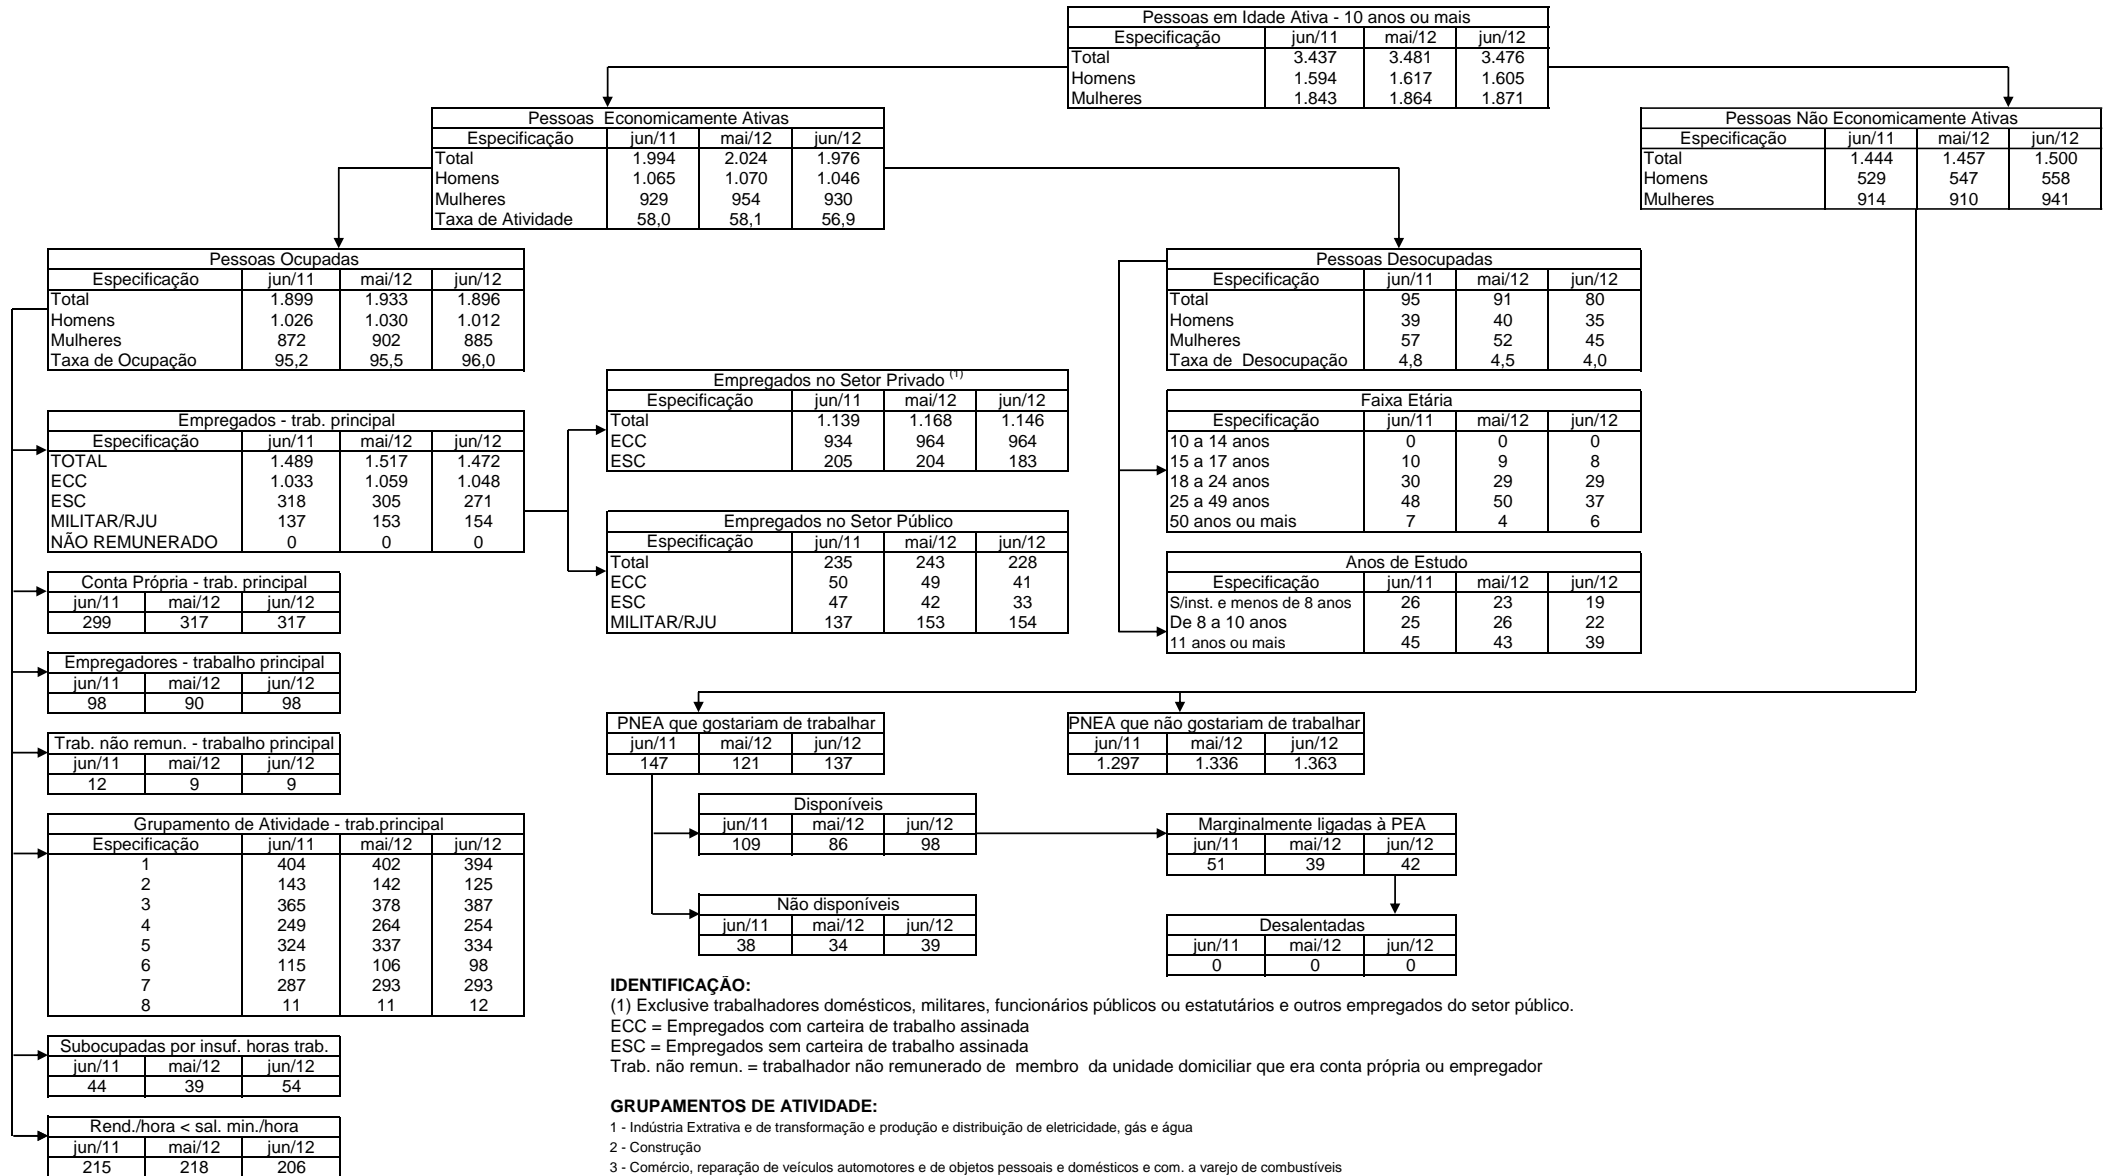 Pessoas em Idade Ativa - 10 anos ou mais
Especificação jun/11 mai/12 jun/12
Total 3.437 3.481 3.476
Homens 1.594 1.617 1.605
Mulheres 1.843 1.864 1.871
Pessoas Economicamente Ativas
Especificação jun/11 mai/12 jun/12
Total 1.994 2.024 1.976
Homens 1.065 1.070 1.046
Mulheres 929 954 930
Taxa de Atividade 58,0 58,1 56,9
Pessoas Não Economicamente Ativas
Especificação jun/11 mai/12 jun/12
Total 1.444 1.457 1.500
Homens 529 547 558
Mulheres 914 910 941
Pessoas Ocupadas
Especificação jun/11 mai/12 jun/12
Total 1.899 1.933 1.896
Homens 1.026 1.030 1.012
Mulheres 872 902 885
Taxa de Ocupação 95,2 95,5 96,0
Pessoas Desocupadas
Especificação jun/11 mai/12 jun/12
Total 95 91 80
Homens 39 40 35
Mulheres 57 52 45
Taxa de Desocupação 4,8 4,5 4,0
Empregados - trab. principal
Especificação jun/11 mai/12 jun/12
TOTAL 1.489 1.517 1.472
ECC 1.033 1.059 1.048
ESC 318 305 271
MILITAR/RJU 137 153 154
NÃO REMUNERADO 0 0 0
Empregados no Setor Privado (1)
Especificação jun/11 mai/12 jun/12
Total 1.139 1.168 1.146
ECC 934 964 964
ESC 205 204 183
Empregados no Setor Público
Especificação jun/11 mai/12 jun/12
Total 235 243 228
ECC 50 49 41
ESC 47 42 33
MILITAR/RJU 137 153 154
Faixa Etária
Especificação jun/11 mai/12 jun/12
10 a 14 anos 0 0 0
15 a 17 anos 10 9 8
18 a 24 anos 30 29 29
25 a 49 anos 48 50 37
50 anos ou mais 7 4 6
Anos de Estudo
Especificação jun/11 mai/12 jun/12
S/inst. e menos de 8 anos 26 23 19
De 8 a 10 anos 25 26 22
11 anos ou mais 45 43 39
Conta Própria - trab. principal
jun/11 mai/12 jun/12
299 317 317
Empregadores - trabalho principal
jun/11 mai/12 jun/12
98 90 98
Trab. não remun. - trabalho principal
jun/11 mai/12 jun/12
12 9 9
Grupamento de Atividade - trab.principal
Especificação jun/11 mai/12 jun/12
1 404 402 394
2 143 142 125
3 365 378 387
4 249 264 254
5 324 337 334
6 115 106 98
7 287 293 293
8 11 11 12
Subocupadas por insuf. horas trab.
jun/11 mai/12 jun/12
44 39 54
Rend./hora < sal. min./hora
jun/11 mai/12 jun/12
215 218 206
PNEA que gostariam de trabalhar
jun/11 mai/12 jun/12
147 121 137
PNEA que não gostariam de trabalhar
jun/11 mai/12 jun/12
1.297 1.336 1.363
Disponíveis
jun/11 mai/12 jun/12
109 86 98
Marginalmente ligadas à PEA
jun/11 mai/12 jun/12
51 39 42
Não disponíveis
jun/11 mai/12 jun/12
38 34 39
Desalentadas
jun/11 mai/12 jun/12
0 0 0
IDENTIFICAÇÃO:
(1) Exclusive trabalhadores domésticos, militares, funcionários públicos ou estatutários e outros empregados do setor público.
ECC = Empregados com carteira de trabalho assinada
ESC = Empregados sem carteira de trabalho assinada
Trab. não remun. = trabalhador não remunerado de membro da unidade domiciliar que era conta própria ou empregador
GRUPAMENTOS DE ATIVIDADE:
1 - Indústria Extrativa e de transformação e produção e distribuição de eletricidade, gás e água
2 - Construção
3 - Comércio, reparação de veículos automotores e de objetos pessoais e domésticos e com. a varejo de combustíveis